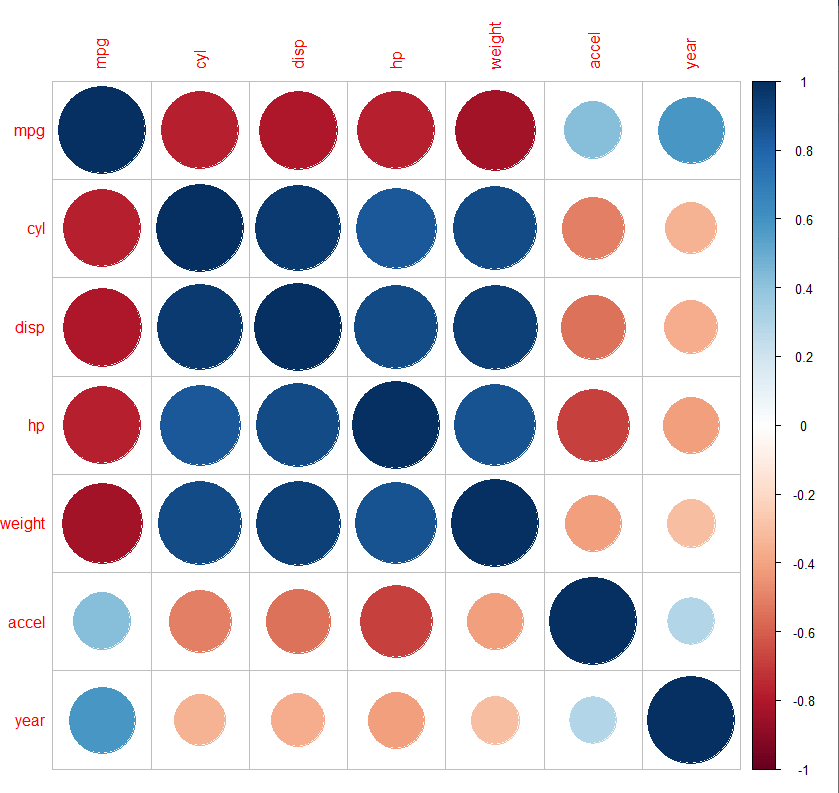 mpg cyl disp hp weight accel year
mpg
cyl
disp
hp
weight
accel
year
1
0.8
0.6
0.4
0.2
0
-0.2
-0.4
-0.6
-0.8
-1